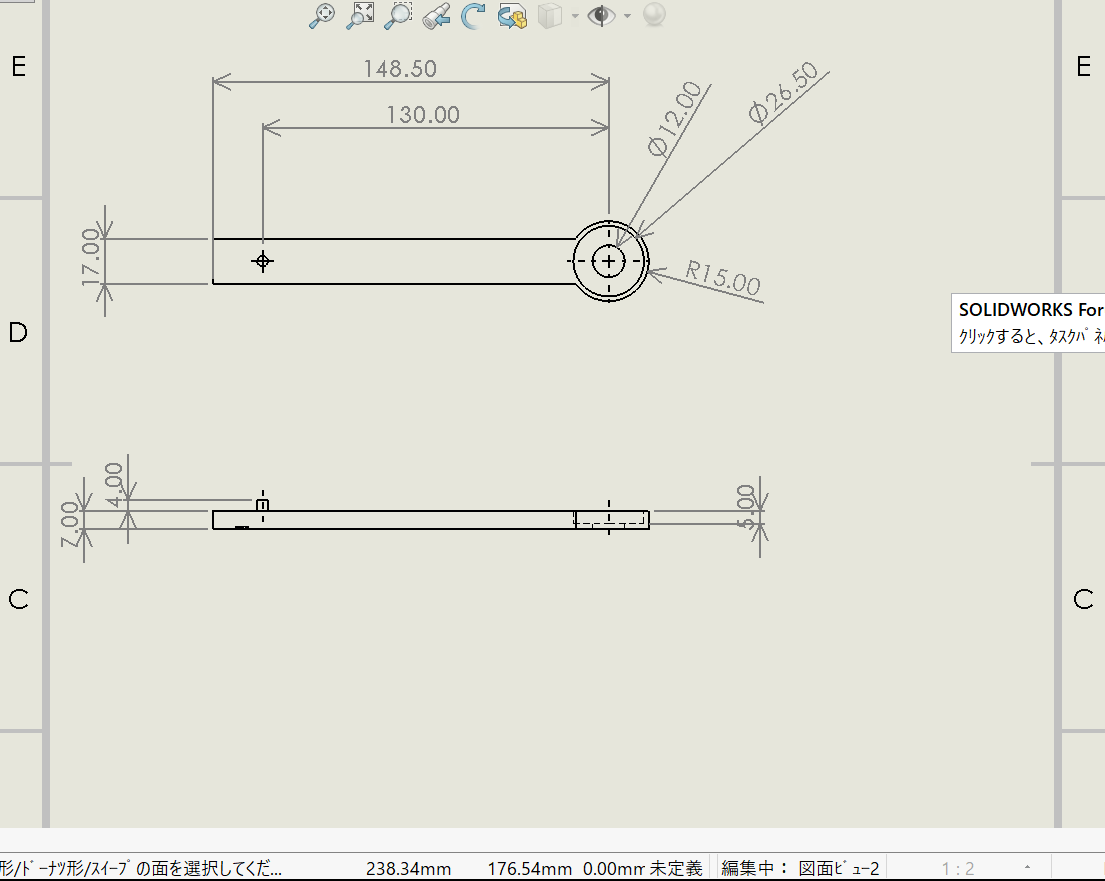 E
E
148.50
130.00
⌀12.00
⌀26.50
17.00
R15.00
SOLIDWORKS For
クリックすると、タスクパネル
D
4.00
7.00
5.00
C
C
形/ドーナツ形/スイープの面を選択してくだ...
238.34mm
176.54mm
0.00mm
未定義
編集中： 図面ビュー2
1 : 2